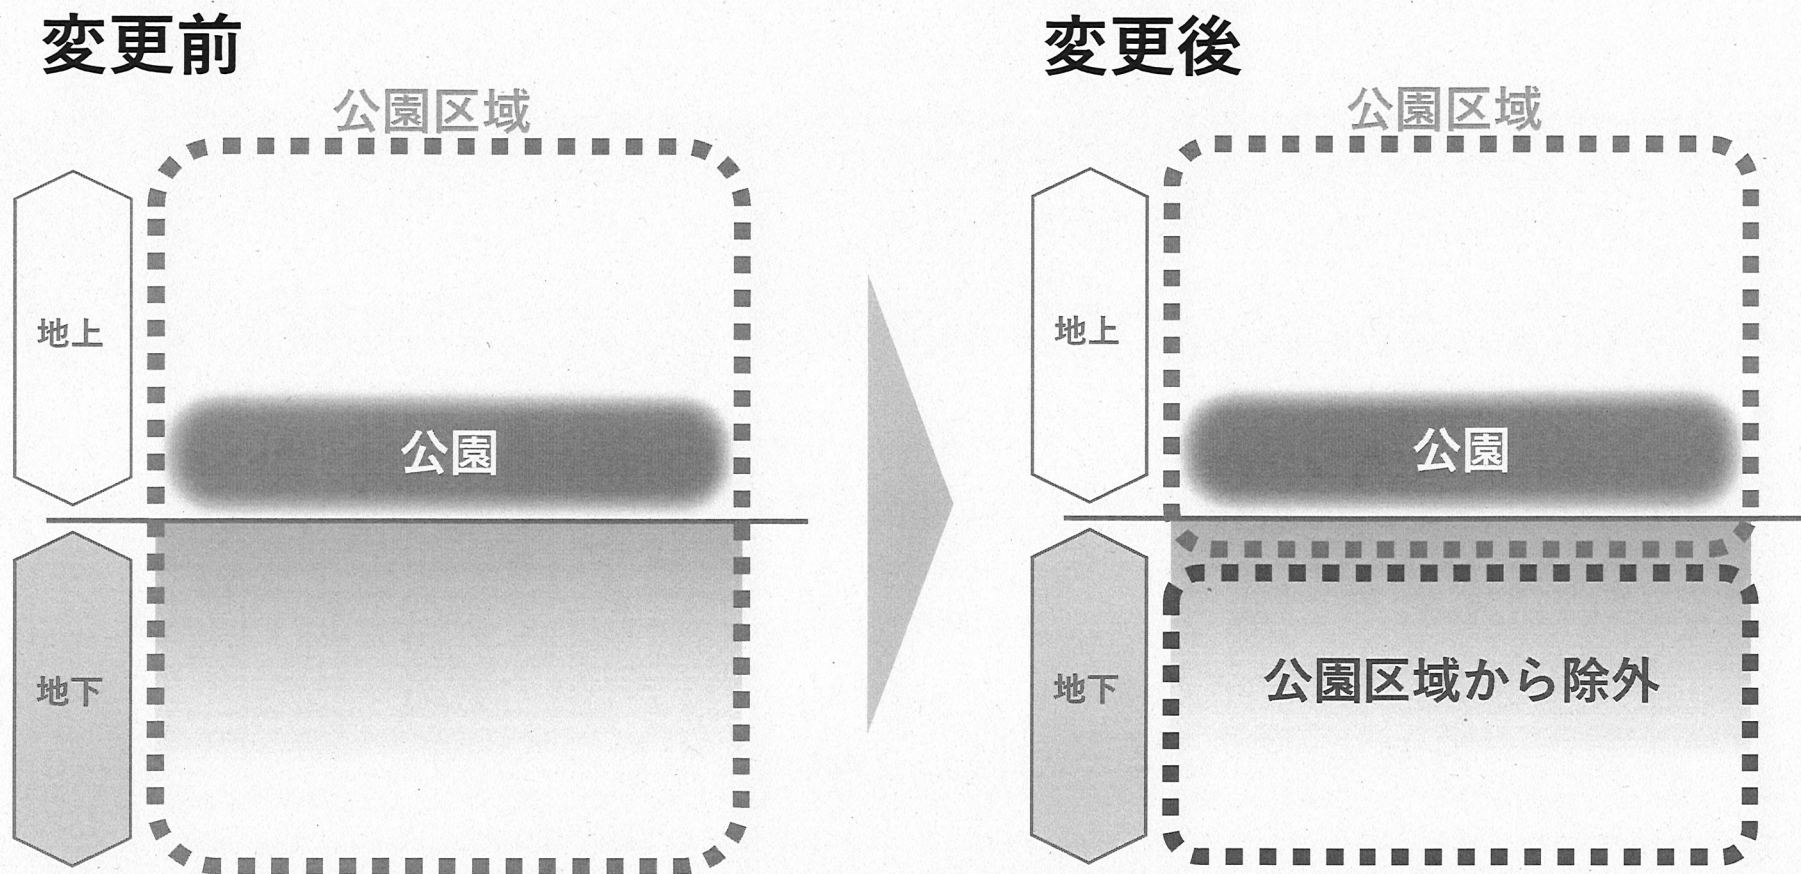 変更前
公園区域
地上
公園
地下
変更後
公園区域
地上
公園
地下
公園区域から除外